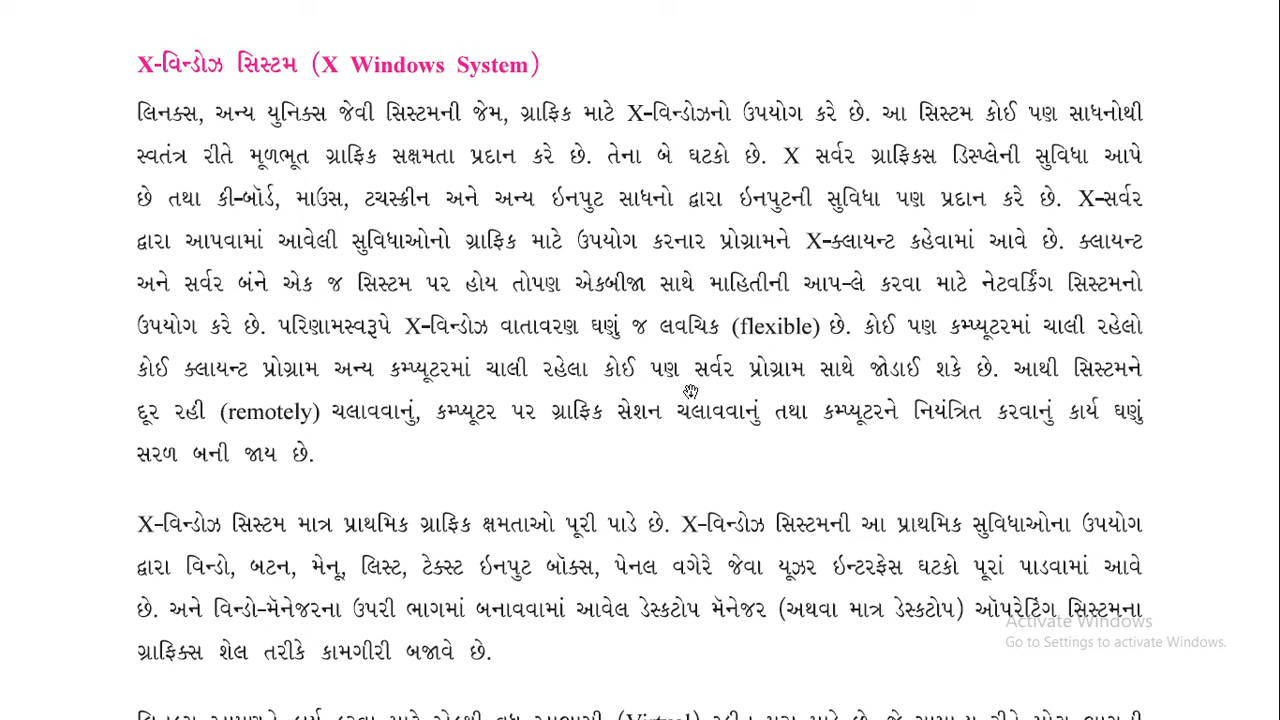 X-વિન્ડોઝ સિસ્ટમ (X Windows System)
લિનક્સ, અન્ય યુનિક્સ જેવી સિસ્ટમની જેમ, ગ્રાફિક માટે X-વિન્ડોઝનો ઉપયોગ કરે છે. આ સિસ્ટમ કોઈ પણ સાધનોથી
સ્વતંત્ર રીતે મૂળભૂત ગ્રાફિક સક્ષમતા પ્રદાન કરે છે. તેના બે ઘટકો છે. X સર્વર ગ્રાફિક્સ ડિસ્પ્લેની સુવિધા આપે
છે તથા કી-બૉર્ડ, માઉસ, ટચસ્ક્રીન અને અન્ય ઇનપુટ સાધનો દ્વારા ઇનપુટની સુવિધા પણ પ્રદાન કરે છે. X-સર્વર
દ્વારા આપવામાં આવેલી સુવિધાઓનો ગ્રાફિક માટે ઉપયોગ કરનાર પ્રોગ્રામને X-ક્લાયન્ટ કહેવામાં આવે છે. ક્લાયન્ટ
અને સર્વર બંને એક જ સિસ્ટમ પર હોય તોપણ એકબીજા સાથે માહિતીની આપ-લે કરવા માટે નેટવર્કિંગ સિસ્ટમનો
ઉપયોગ કરે છે. પરિણામસ્વરૂપે X-વિન્ડોઝ વાતાવરણ ઘણું જ લવચિક (flexible) છે. કોઈ પણ કમ્પ્યૂટરમાં ચાલી રહેલો
કોઈ ક્લાયન્ટ પ્રોગ્રામ અન્ય કમ્પ્યૂટરમાં ચાલી રહેલા કોઈ પણ સર્વર પ્રોગ્રામ સાથે જોડાઈ શકે છે. આથી સિસ્ટમને
દૂર રહી (remotely) ચલાવવાનું, કમ્પ્યૂટર પર ગ્રાફિક સેશન ચલાવવાનું તથા કમ્પ્યૂટરને નિયંત્રિત કરવાનું કાર્ય ઘણું
સરળ બની જાય છે.
X-વિન્ડોઝ સિસ્ટમ માત્ર પ્રાથમિક ગ્રાફિક ક્ષમતાઓ પૂરી પાડે છે. X-વિન્ડોઝ સિસ્ટમની આ પ્રાથમિક સુવિધાઓના ઉપયોગ
દ્વારા વિન્ડો, બટન, મેનૂ, લિસ્ટ, ટેક્સ્ટ ઇનપુટ બૉક્સ, પેનલ વગેરે જેવા યૂઝર ઇન્ટરફેસ ઘટકો પૂરાં પાડવામાં આવે
છે. અને વિન્ડો-મૅનેજરના ઉપરી ભાગમાં બનાવવામાં આવેલ ડેસ્કટોપ મૅનેજર (અથવા માત્ર ડેસ્કટોપ) ઑપરેટિંગ સિસ્ટમના
ગ્રાફિક્સ શેલ તરીકે કામગીરી બજાવે છે.
Activate Windows
Go to Settings to activate Windows.
(Virtual)